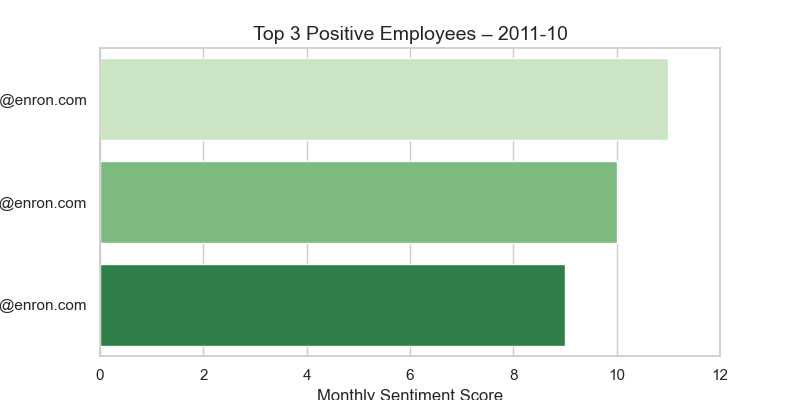 Top 3 Positive Employees – 2011-10
@enron.com
@enron.com
@enron.com
0 2 4 6 8 10 12
Monthly Sentiment Score